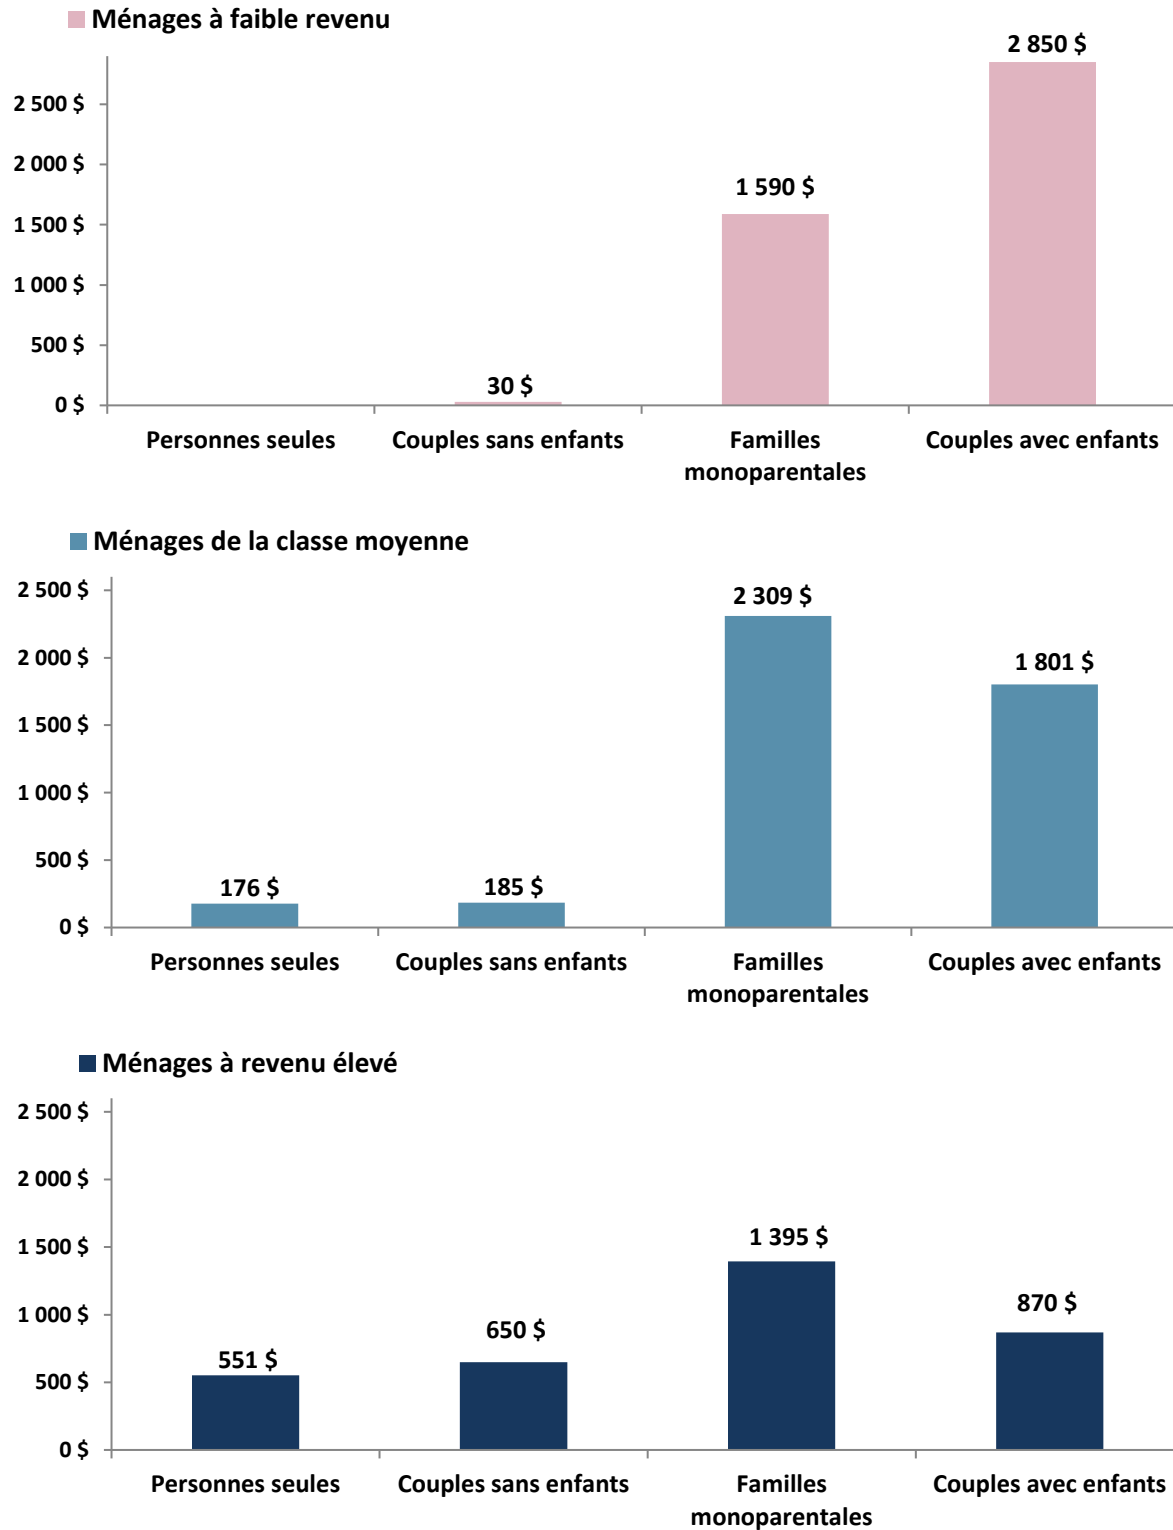 Ménages à faible revenu
2 850 $
2 500 $
2 000 $
1 590 $
1 500 $
1 000 $
500 $
30 $
0 $
Personnes seules Couples sans enfants Familles Couples avec enfants
monoparentales
Ménages de la classe moyenne
2 500 $
2 309 $
2 000 $
1 801 $
1 500 $
1 000 $
500 $
176 $ 185 $
0 $
Personnes seules Couples sans enfants Familles Couples avec enfants
monoparentales
Ménages à revenu élevé
2 500 $
2 000 $
1 500 $
1 395 $
1 000 $
870 $
650 $
551 $
500 $
0 $
Personnes seules Couples sans enfants Familles Couples avec enfants
monoparentales